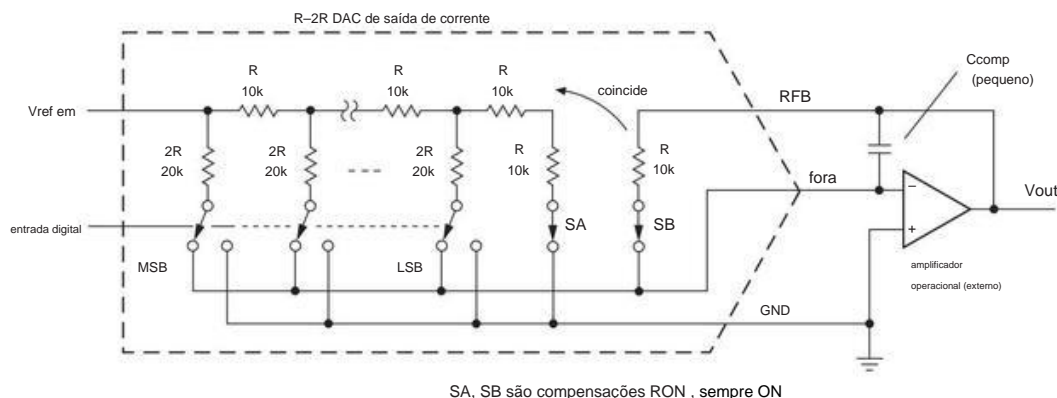 R–2R DAC de saída de corrente
R
10k
R
10k
R
10k
coincide
RFB
Ccomp
(pequeno)
Vref em
2R
20k
2R
20k
2R
20k
R
10k
R
10k
fora
Vout
entrada digital
SA
SB
MSB
LSB
–
+
amplificador
operacional (externo)
GND
SA, SB são compensações RON , sempre ON